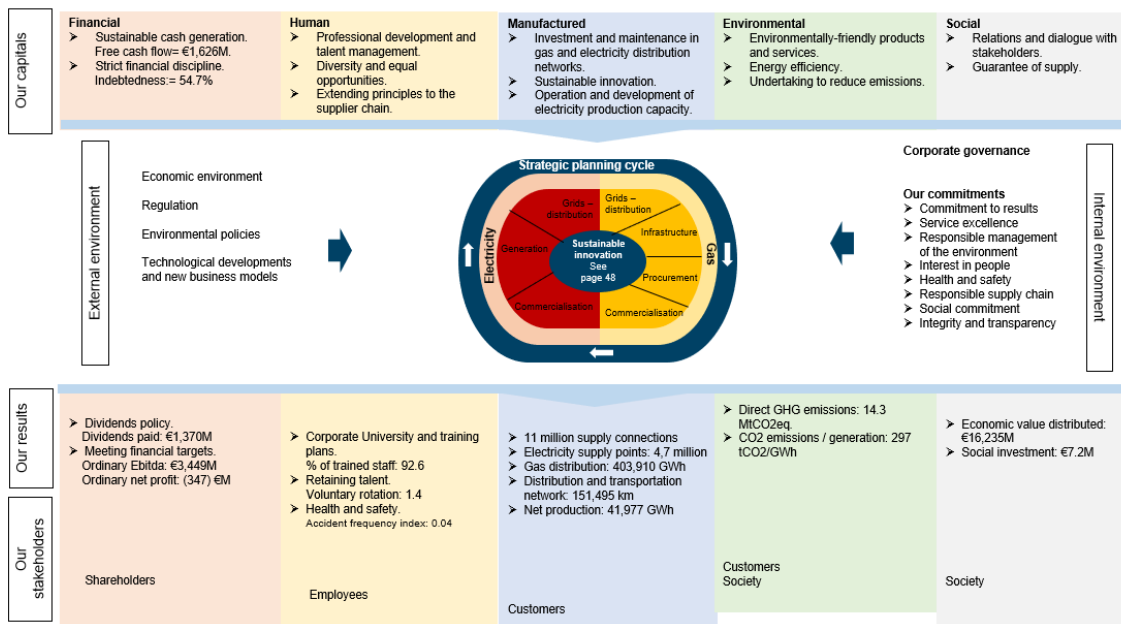 Our capitals
Financial
➢ Sustainable cash generation.
Free cash flow= €1,626M.
➢ Strict financial discipline.
Indebtedness:= 54.7%
Human
➢ Professional development and
talent management.
➢ Diversity and equal
opportunities.
➢ Extending principles to the
supplier chain.
Manufactured
➢ Investment and maintenance in
gas and electricity distribution
networks.
➢ Sustainable innovation.
➢ Operation and development of
electricity production capacity.
Environmental
➢ Environmentally-friendly products
and services.
➢ Energy efficiency.
➢ Undertaking to reduce emissions.
Social
➢ Relations and dialogue with
stakeholders.
➢ Guarantee of supply.
External environment
Economic environment
Regulation
Environmental policies
Technological developments
and new business models
Strategic planning cycle
Electricity
Grids –
distribution
Generation
Commercialisation
Sustainable
innovation
See
page 48
Grids –
distribution
Infrastructure
Procurement
Commercialisation
Gas
Corporate governance
Our commitments
➢ Commitment to results
➢ Service excellence
➢ Responsible management
of the environment
➢ Interest in people
➢ Health and safety
➢ Responsible supply chain
➢ Social commitment
➢ Integrity and transparency
Internal environment
Our results
➢ Dividends policy.
Dividends paid: €1,370M
➢ Meeting financial targets.
Ordinary Ebitda: €3,449M
Ordinary net profit: (347) €M
➢ Corporate University and training
plans.
% of trained staff: 92.6
➢ Retaining talent.
Voluntary rotation: 1.4
➢ Health and safety.
Accident frequency index: 0.04
➢ 11 million supply connections
➢ Electricity supply points: 4,7 million
➢ Gas distribution: 403,910 GWh
➢ Distribution and transportation
network: 151,495 km
➢ Net production: 41,977 GWh
➢ Direct GHG emissions: 14.3
MtCO2eq.
➢ CO2 emissions / generation: 297
tCO2/GWh
➢ Economic value distributed:
€16,235M
➢ Social investment: €7.2M
Our
stakeholders
Shareholders
Employees
Customers
Customers
Society
Society